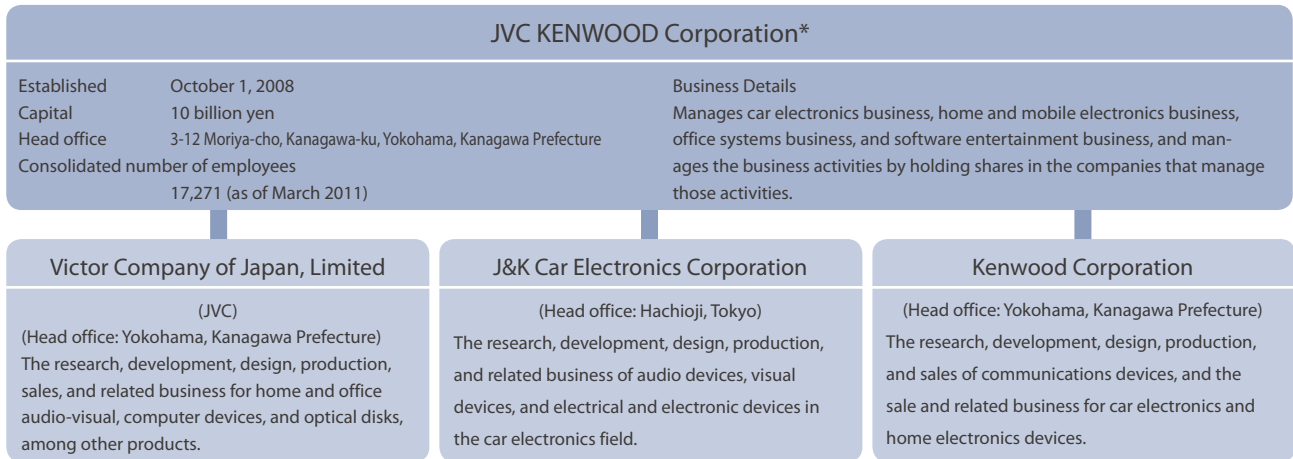 JVC KENWOOD Corporation*
Established October 1, 2008
Capital 10 billion yen
Head office 3-12 Moriya-cho, Kanagawa-ku, Yokohama, Kanagawa Prefecture
Consolidated number of employees
17,271 (as of March 2011)
Business Details
Manages car electronics business, home and mobile electronics business,
office systems business, and software entertainment business, and man-
ages the business activities by holding shares in the companies that manage
those activities.
Victor Company of Japan, Limited
(JVC)
(Head office: Yokohama, Kanagawa Prefecture)
The research, development, design, production,
sales, and related business for home and office
audio-visual, computer devices, and optical disks,
among other products.
J&K Car Electronics Corporation
(Head office: Hachioji, Tokyo)
The research, development, design, production,
and related business of audio devices, visual
devices, and electrical and electronic devices in
the car electronics field.
Kenwood Corporation
(Head office: Yokohama, Kanagawa Prefecture)
The research, development, design, production,
and sales of communications devices, and the
sale and related business for car electronics and
home electronics devices.